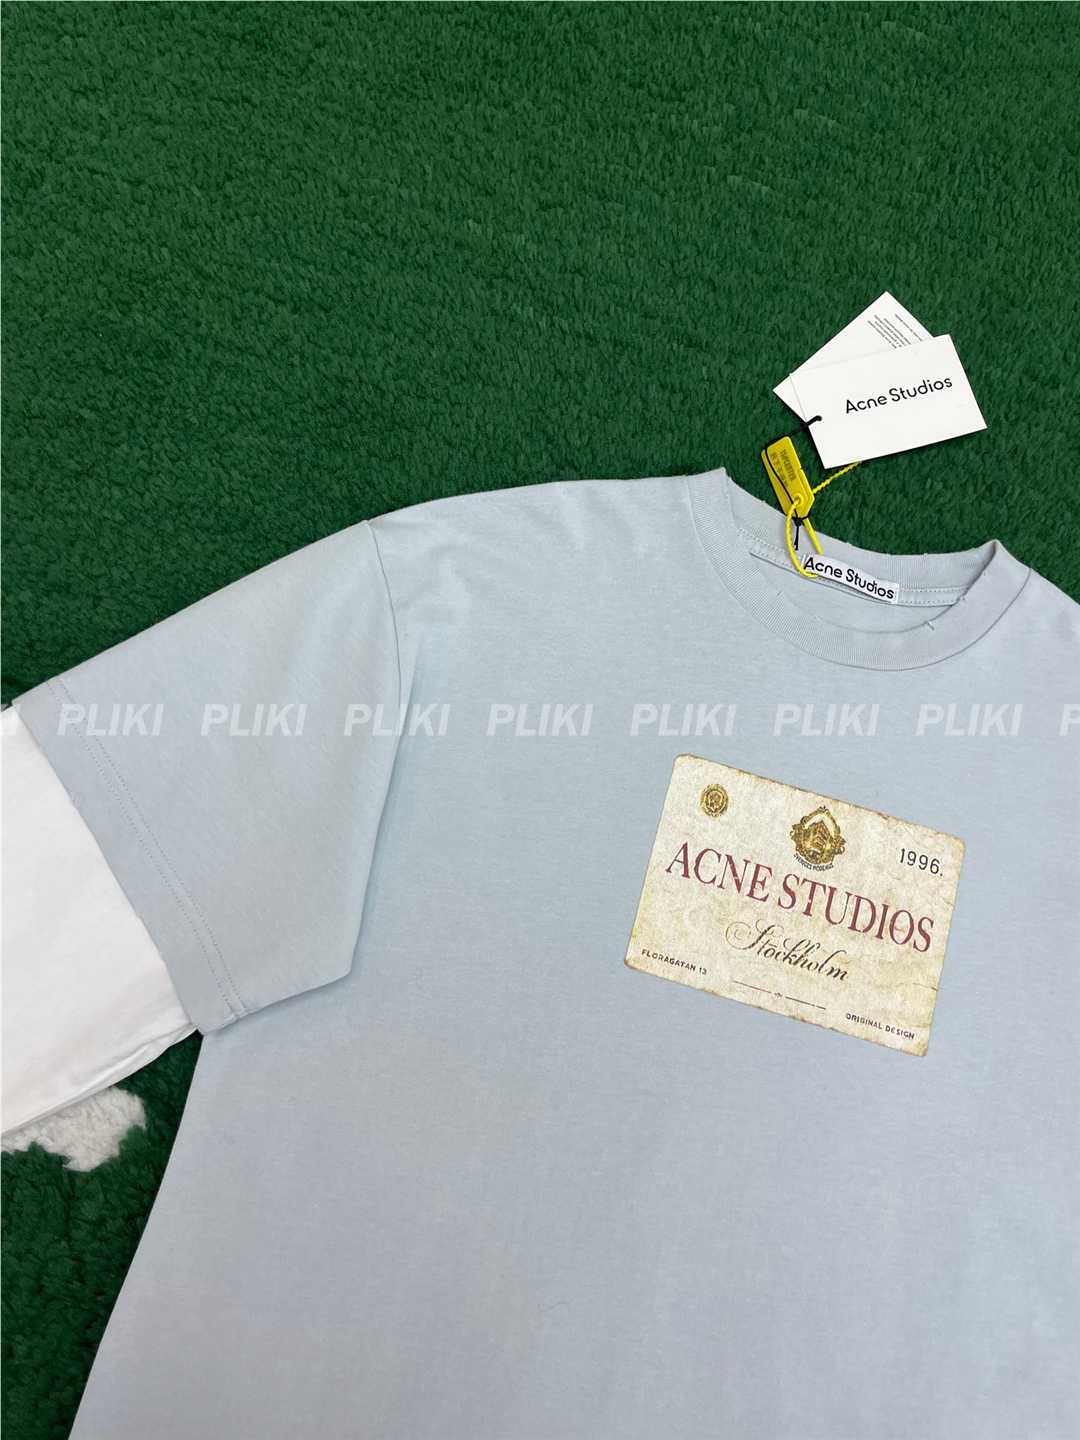 Acne Studios
Acne Studios
PLIKI PLIKI PLIKI PLIKI PLIKI PLIKI PLIKI
1996.
ACNE STUDIOS
Stockholm
FLORAGATAN 13
ORIGINAL DESIGN